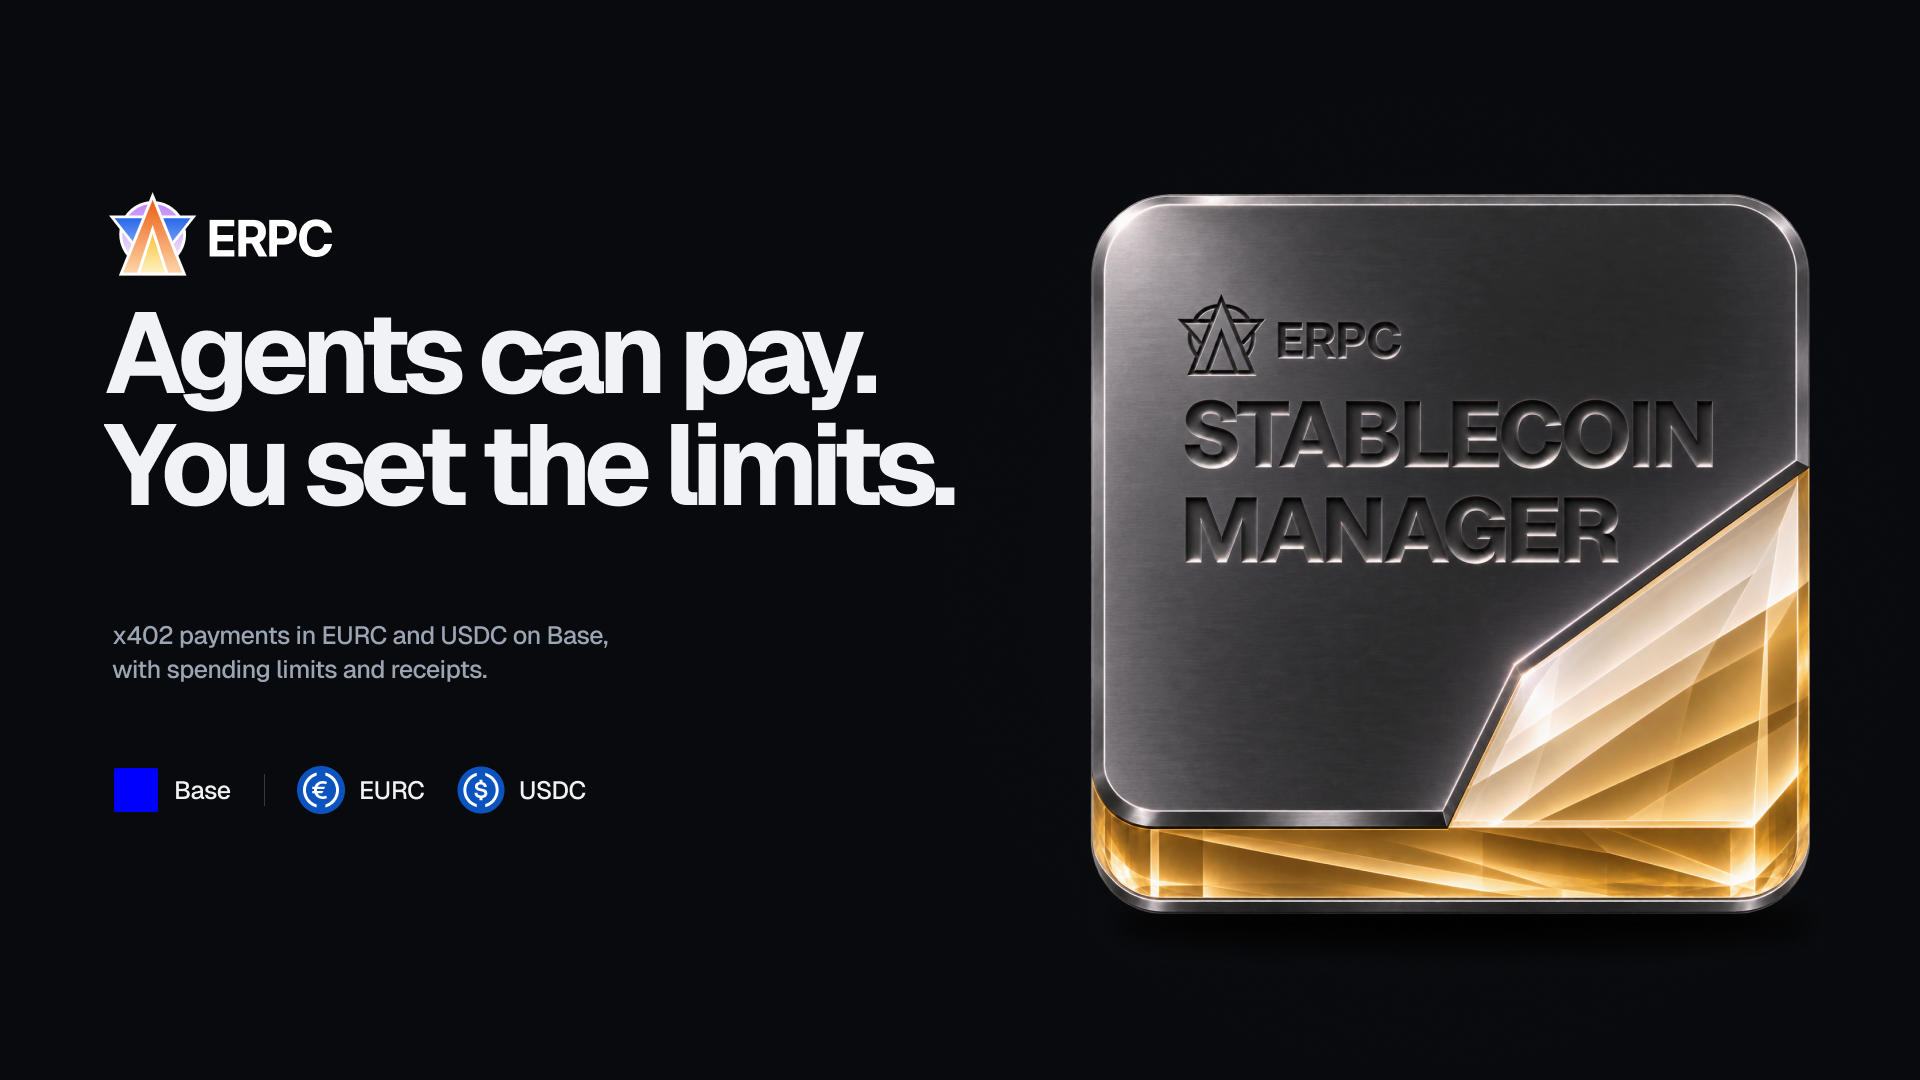 ERPC
Agents can pay.
You set the limits.
x402 payments in EURC and USDC on Base,
with spending limits and receipts.
Base
EURC
USDC
ERPC
STABLECOIN
MANAGER